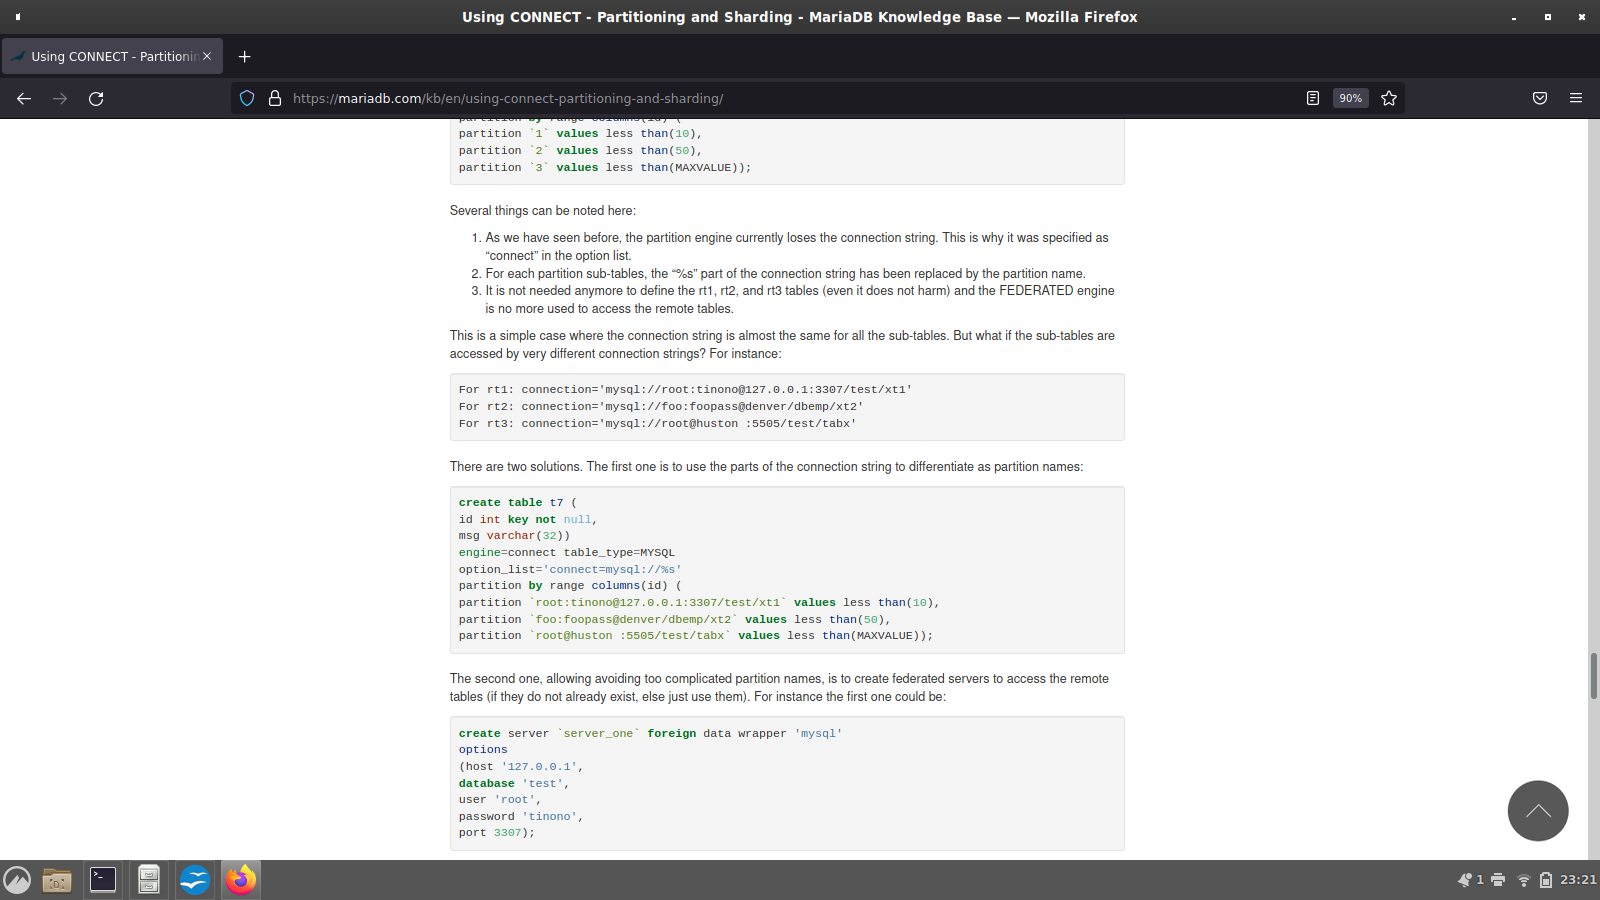 Using CONNECT - Partitioning and Sharding - MariaDB Knowledge Base — Mozilla Firefox
Using CONNECT - Partitionin
https://mariadb.com/kb/en/using-connect-partitioning-and-sharding/
90%
partition by range columns(id) (
partition `1` values less than(10),
partition `2` values less than(50),
partition `3` values less than(MAXVALUE));
Several things can be noted here:
1. As we have seen before, the partition engine currently loses the connection string. This is why it was specified as
“connect” in the option list.
2. For each partition sub-tables, the “%s” part of the connection string has been replaced by the partition name.
3. It is not needed anymore to define the rt1, rt2, and rt3 tables (even it does not harm) and the FEDERATED engine
is no more used to access the remote tables.
This is a simple case where the connection string is almost the same for all the sub-tables. But what if the sub-tables are
accessed by very different connection strings? For instance:
For rt1: connection='mysql://root:tinono@127.0.0.1:3307/test/xt1'
For rt2: connection='mysql://foo:foopass@denver/dbemp/xt2'
For rt3: connection='mysql://root@huston :5505/test/tabx'
There are two solutions. The first one is to use the parts of the connection string to differentiate as partition names:
create table t7 (
id int key not null,
msg varchar(32))
engine=connect table_type=MYSQL
option_list='connect=mysql://%s'
partition by range columns(id) (
partition `root:tinono@127.0.0.1:3307/test/xt1` values less than(10),
partition `foo:foopass@denver/dbemp/xt2` values less than(50),
partition `root@huston :5505/test/tabx` values less than(MAXVALUE));
The second one, allowing avoiding too complicated partition names, is to create federated servers to access the remote
tables (if they do not already exist, else just use them). For instance the first one could be:
create server `server_one` foreign data wrapper 'mysql'
options
(host '127.0.0.1',
database 'test',
user 'root',
password 'tinono',
port 3307);
1
23:21